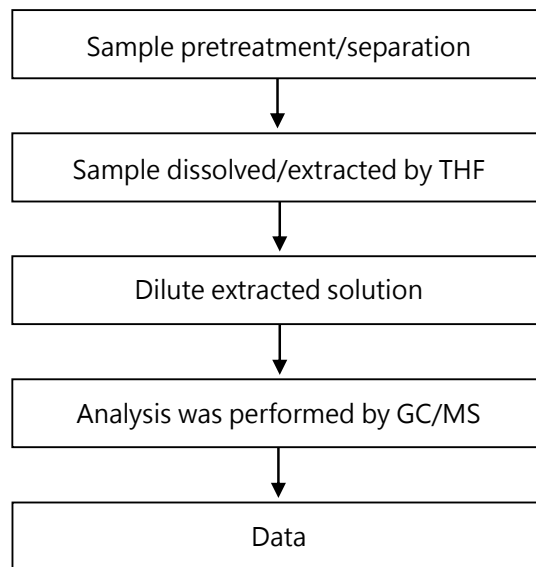 Sample pretreatment/separation
Sample dissolved/extracted by THF
Dilute extracted solution
Analysis was performed by GC/MS
Data